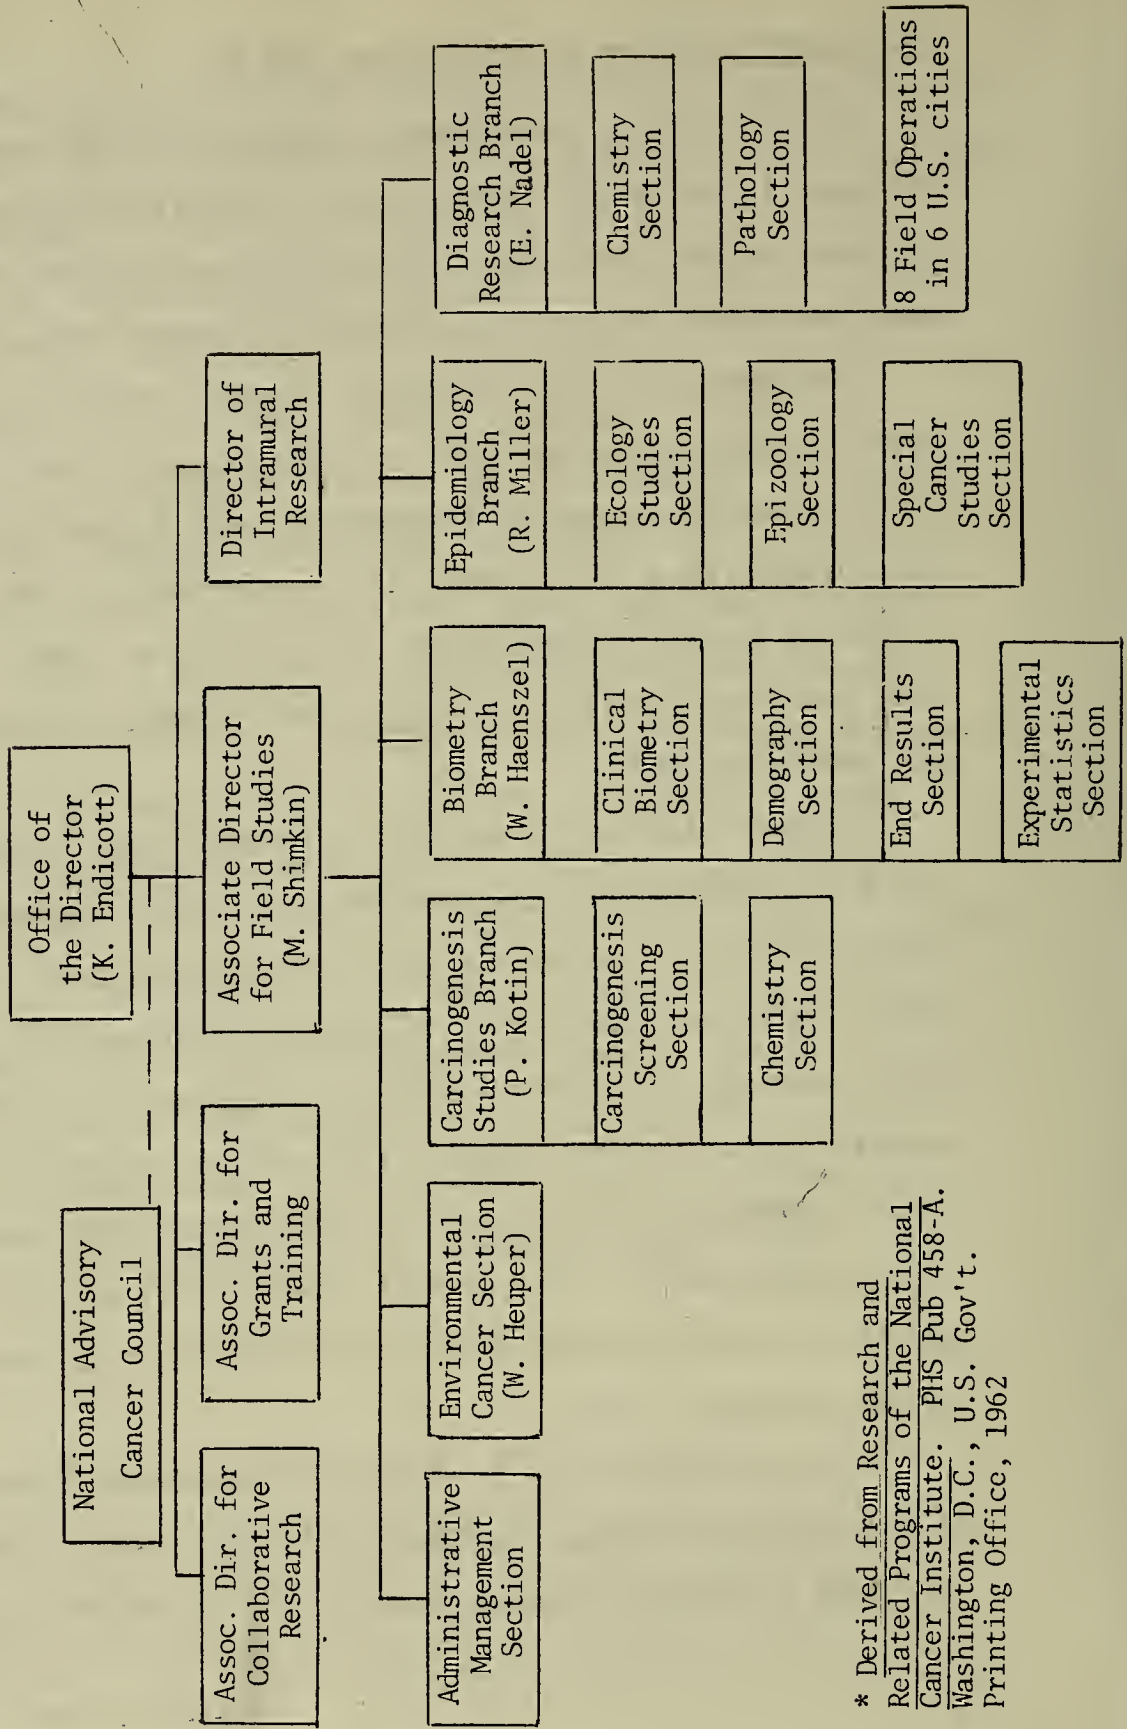 Office of
the Director
(K. Endicott)
National Advisory
Cancer Council
Assoc. Dir. for
Collaborative
Research
Assoc. Dir. for
Grants and
Training
Associate Director
for Field Studies
(M. Shimkin)
Director of
Intramural
Research
Administrative
Management
Section
Environmental
Cancer Section
(W. Heuper)
Carcinogenesis
Studies Branch
(P. Kotin)
Carcinogenesis
Screening
Section
Chemistry
Section
Biometry
Branch
(W. Haenszel)
Clinical
Biometry
Section
Demography
Section
End Results
Section
Experimental
Statistics
Section
Epidemiology
Branch
(R. Miller)
Ecology
Studies
Section
Epizoology
Section
Special
Cancer
Studies
Section
Diagnostic
Research Branch
(E. Nadel)
Chemistry
Section
Pathology
Section
8 Field Operations
in 6 U.S. cities
* Derived from Research and
Related Programs of the National
Cancer Institute. PHS Pub 458-A.
Washington, D.C., U.S. Gov't.
Printing Office, 1962